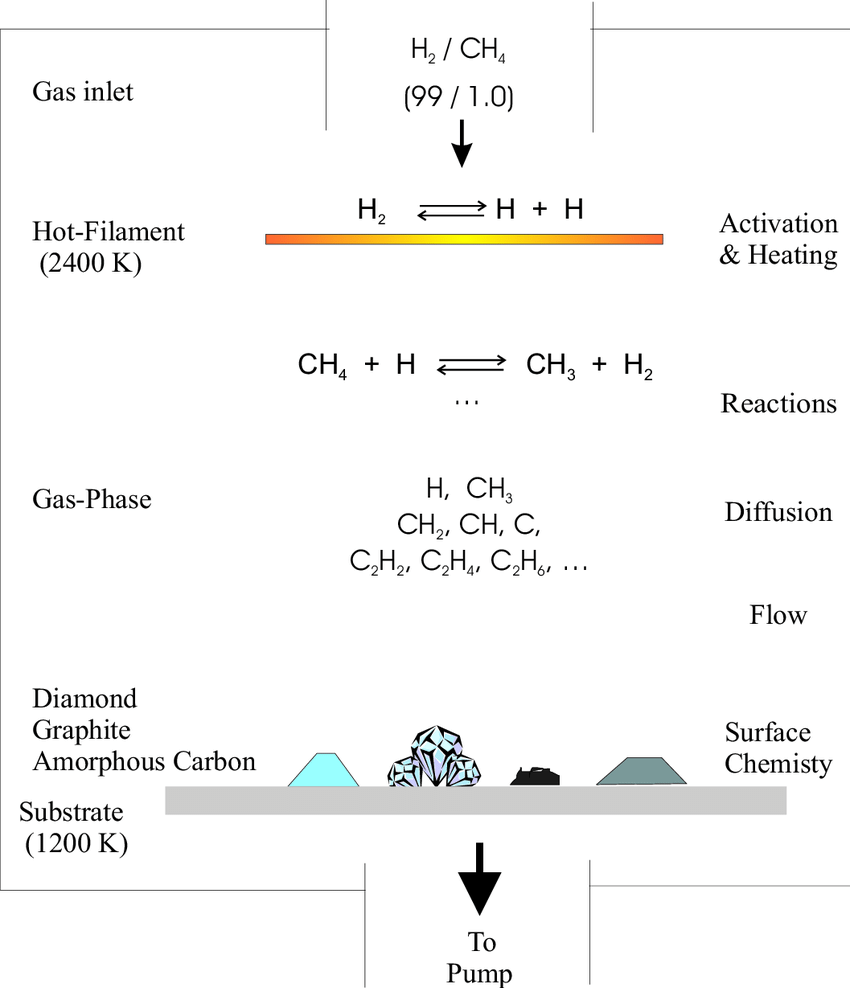 H₂ / CH₄
Gas inlet
(99 / 1.0)
H₂ ⇌ H + H
Hot-Filament
(2400 K)
Activation
& Heating
CH₄ + H ⇌ CH₃ + H₂
...
Reactions
Gas-Phase
H, CH₃
CH₂, CH, C,
C₂H₂, C₂H₄, C₂H₆, ...
Diffusion
Flow
Diamond
Graphite
Amorphous Carbon
Surface
Chemisty
Substrate
(1200 K)
To
Pump